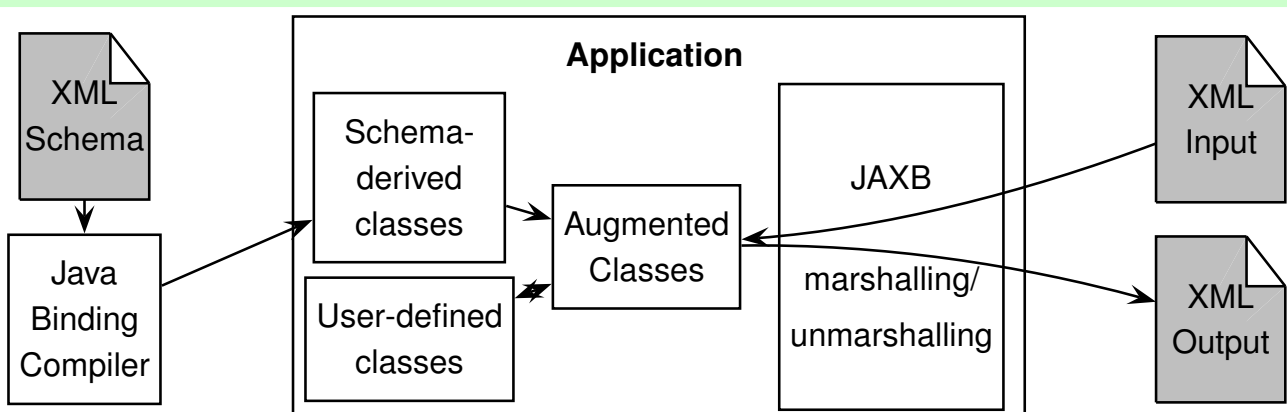 XML
Schema
Java
Binding
Compiler
Application
Schema-
derived
classes
User-defined
classes
Augmented
Classes
JAXB
marshalling/
unmarshalling
XML
Input
XML
Output